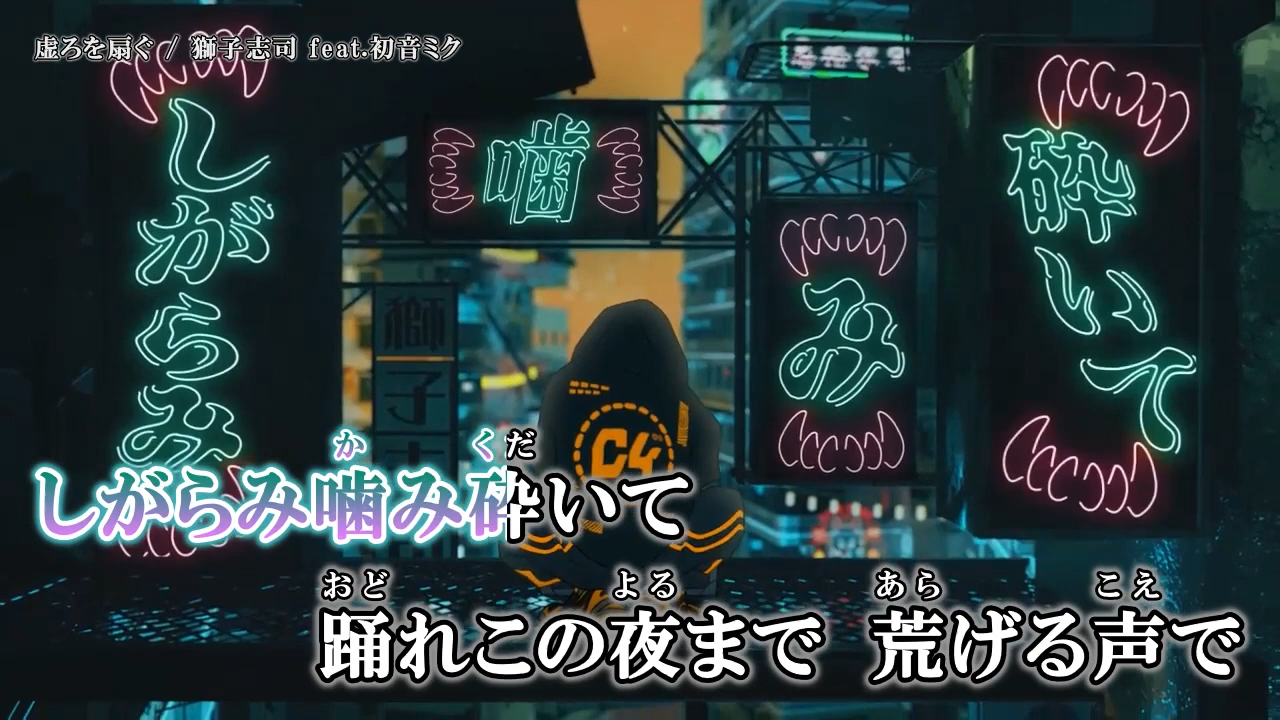 虚ろを扇ぐ / 獅子志司 feat.初音ミク
しがらみ
噛
み
砕いて
獅子
C4
か くだ
しがらみ噛み砕いて
おど よる あら こえ
踊れこの夜まで 荒げる声で